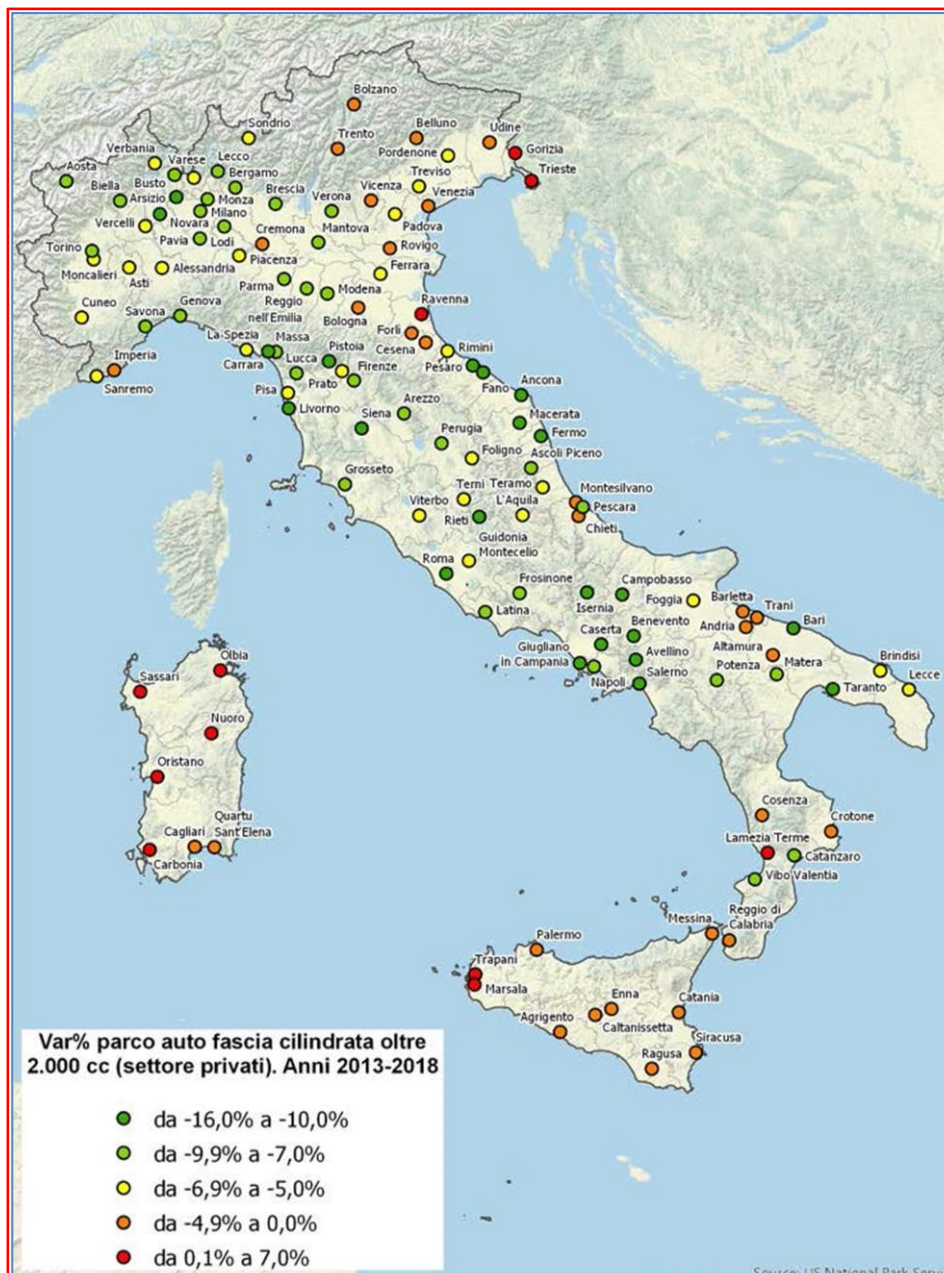 Bolzano
Sondrio
Trento
Belluno
Udine
Verbania
Varese
Lecco
Pordenone
Gorizia
Aosta
Bergamo
Treviso
Trieste
Biella
Busto
Arsizio
Monza
Brescia
Verona
Vicenza
Venezia
Vercelli
Novara
Milano
Mantova
Padova
Torino
Pavia
Lodi
Cremona
Rovigo
Moncalieri
Asti
Alessandria
Piacenza
Ferrara
Parma
Reggio
nell'Emilia
Modena
Cuneo
Savona
Genova
Bologna
Ravenna
Forlì
Cesena
La Spezia
Massa
Pistoia
Rimini
Imperia
Carrara
Lucca
Firenze
Pesaro
Sanremo
Prato
Fano
Pisa
Ancona
Livorno
Siena
Arezzo
Macerata
Perugia
Fermo
Foligno
Ascoli Piceno
Grosseto
Terni
Teramo
Montesilvano
Viterbo
L'Aquila
Pescara
Rieti
Chieti
Guidonia
Montecelio
Roma
Frosinone
Campobasso
Latina
Isernia
Foggia
Barletta
Trani
Caserta
Benevento
Andria
Bari
Giugliano
in Campania
Avellino
Altamura
Napoli
Salerno
Potenza
Matera
Brindisi
Taranto
Lecce
Olbia
Sassari
Nuoro
Oristano
Cagliari
Quartu
Sant'Elena
Carbonia
Cosenza
Crotone
Lamezia Terme
Catanzaro
Vibo Valentia
Messina
Reggio di
Calabria
Palermo
Trapani
Marsala
Enna
Catania
Agrigento
Caltanissetta
Siracusa
Ragusa
Var% parco auto fascia cilindrata oltre
2.000 cc (settore privati). Anni 2013-2018
da -16,0% a -10,0%
da -9,9% a -7,0%
da -6,9% a -5,0%
da -4,9% a 0,0%
da 0,1% a 7,0%
Source: US National Park Servi